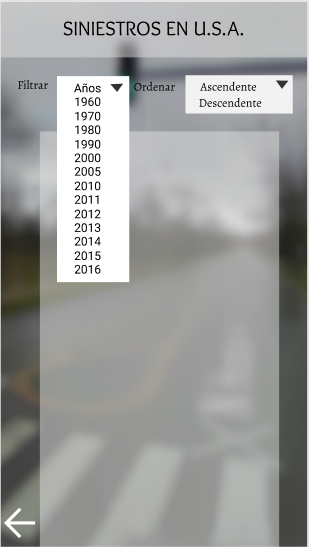 SINIESTROS EN U.S.A.
Filtrar
Años
1960
1970
1980
1990
2000
2005
2010
2011
2012
2013
2014
2015
2016
Ordenar
Ascendente
Descendente